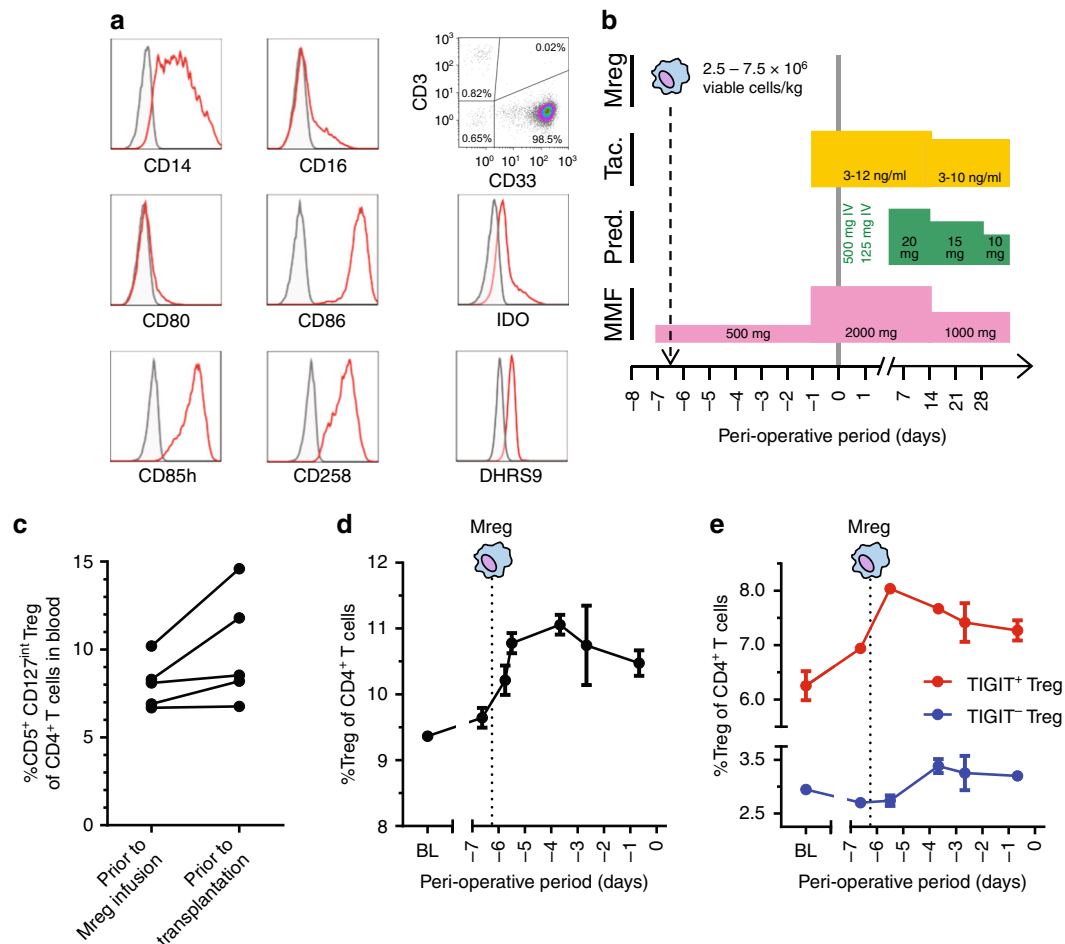 a
CD14
CD16
CD3
10³
10²
10¹
10⁰
0.02%
0.82%
0.65%
98.5%
10⁰ 10¹ 10² 10³
CD33
CD80
CD86
IDO
CD85h
CD258
DHRS9
b
Mreg
2.5 – 7.5 × 10⁶
viable cells/kg
Tac.
3-12 ng/ml
3-10 ng/ml
Pred.
500 mg IV
125 mg IV
20
mg
15
mg
10
mg
MMF
500 mg
2000 mg
1000 mg
–8 –7 –6 –5 –4 –3 –2 –1 0 1 7 14 21 28
Peri-operative period (days)
c
%CD5⁺ CD127ⁱⁿᵗ Treg
of CD4⁺ T cells in blood
15
10
5
0
Prior to
Mreg infusion
Prior to
transplantation
d
Mreg
%Treg of CD4⁺ T cells
12
11
10
9
8
BL –7 –6 –5 –4 –3 –2 –1 0
Peri-operative period (days)
e
Mreg
%Treg of CD4⁺ T cells
8.0
7.0
6.0
3.5
2.5
TIGIT⁺ Treg
TIGIT⁻ Treg
BL –7 –6 –5 –4 –3 –2 –1 0
Peri-operative period (days)